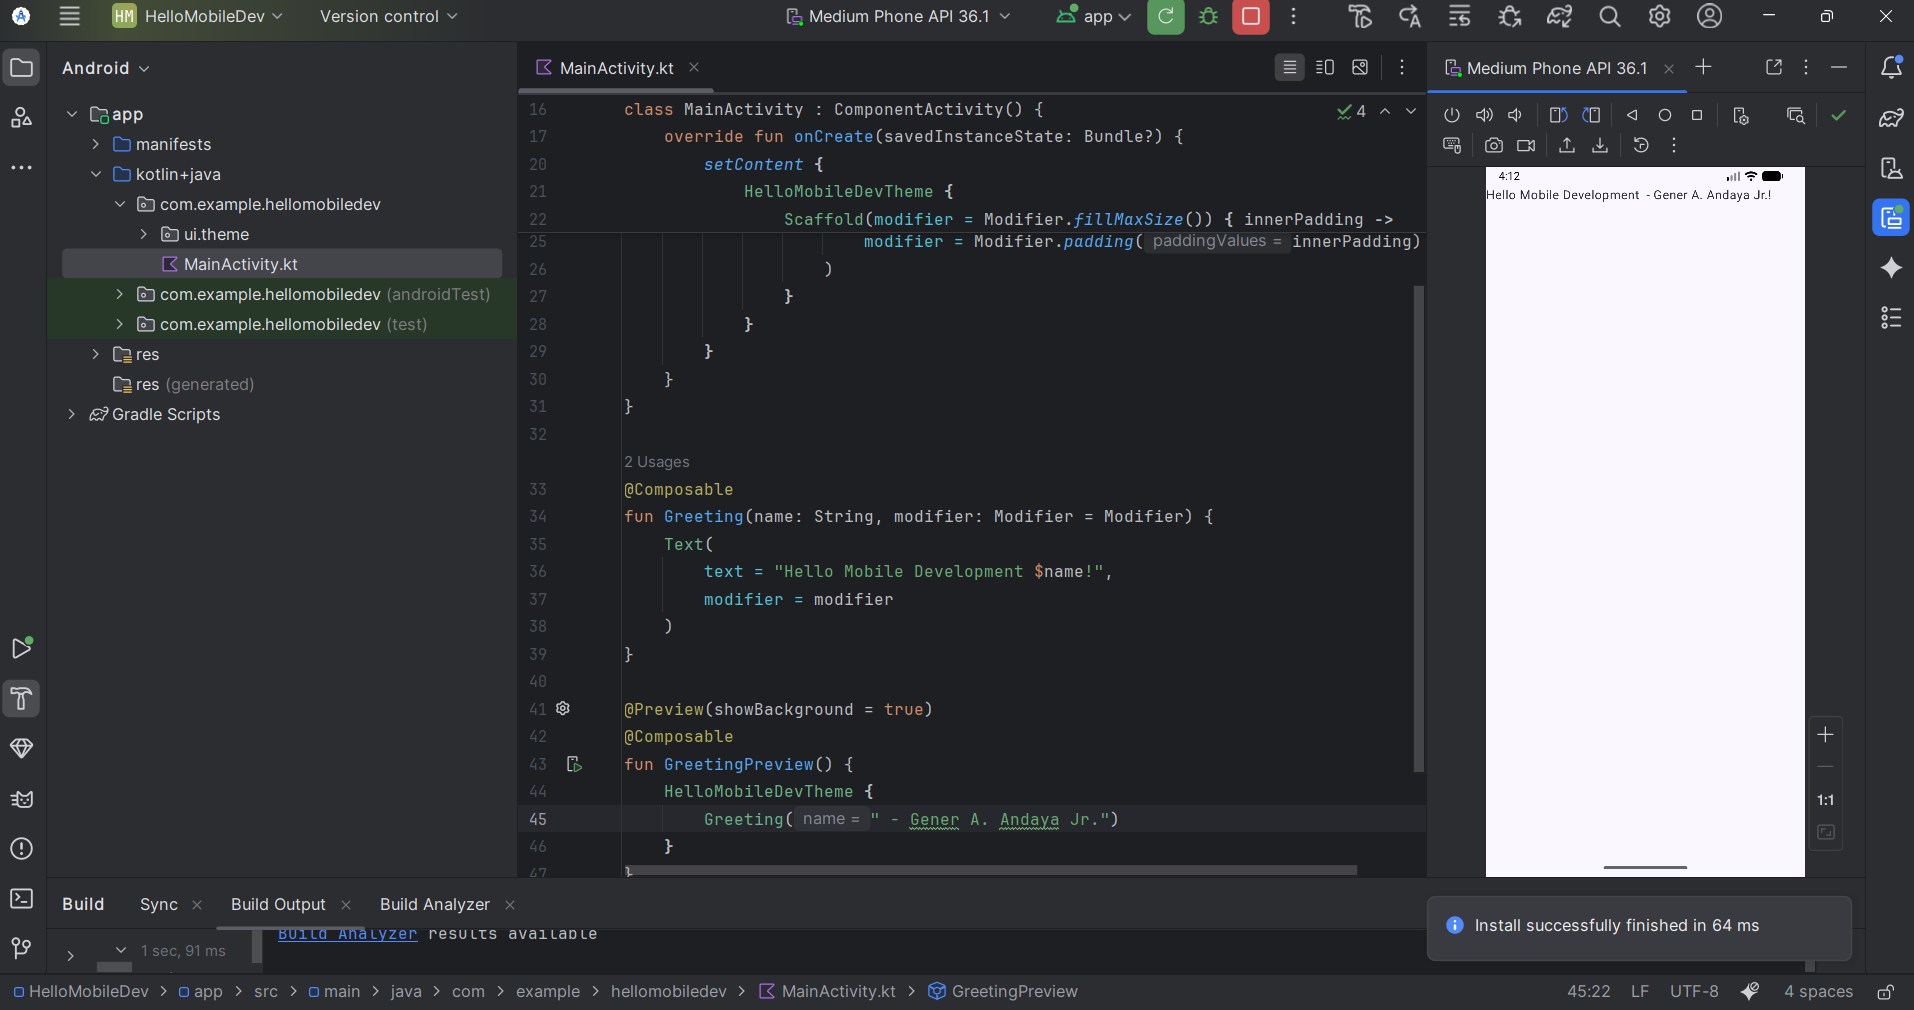 HM HelloMobileDev Version control Medium Phone API 36.1 app
Android
app
manifests
kotlin+java
com.example.hellomobiledev
ui.theme
MainActivity.kt
com.example.hellomobiledev (androidTest)
com.example.hellomobiledev (test)
res
res (generated)
Gradle Scripts
MainActivity.kt
4
16 class MainActivity : ComponentActivity() {
17 override fun onCreate(savedInstanceState: Bundle?) {
20 setContent {
21 HelloMobileDevTheme {
22 Scaffold(modifier = Modifier.fillMaxSize()) { innerPadding ->
25 modifier = Modifier.padding( paddingValues = innerPadding)
26 )
27 }
28 }
29 }
30 }
31 }
32
2 Usages
33 @Composable
34 fun Greeting(name: String, modifier: Modifier = Modifier) {
35 Text(
36 text = "Hello Mobile Development $name!",
37 modifier = modifier
38 )
39 }
40
41 @Preview(showBackground = true)
42 @Composable
43 fun GreetingPreview() {
44 HelloMobileDevTheme {
45 Greeting( name = " - Gener A. Andaya Jr.")
46 }
47 }
Medium Phone API 36.1
4:12
Hello Mobile Development  - Gener A. Andaya Jr.!
1:1
Build Sync Build Output Build Analyzer
1 sec, 91 ms
Build Analyzer results available
Install successfully finished in 64 ms
HelloMobileDev > app > src > main > java > com > example > hellomobiledev > MainActivity.kt > GreetingPreview
45:22 LF UTF-8 4 spaces